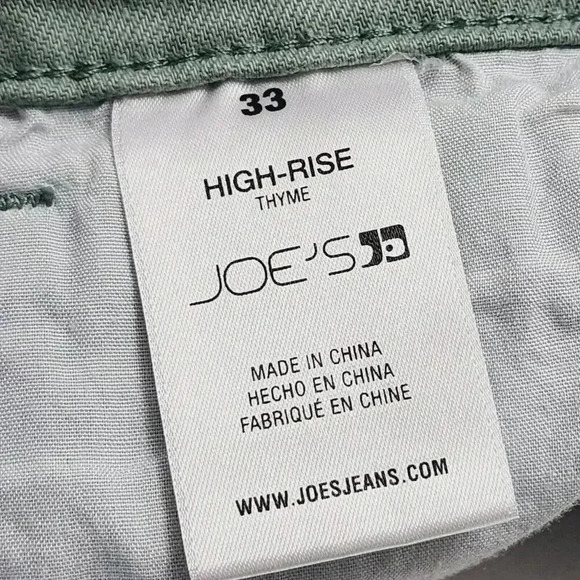 33
HIGH-RISE
THYME
JOE'S
MADE IN CHINA
HECHO EN CHINA
FABRIQUÉ EN CHINE
WWW.JOESJEANS.COM